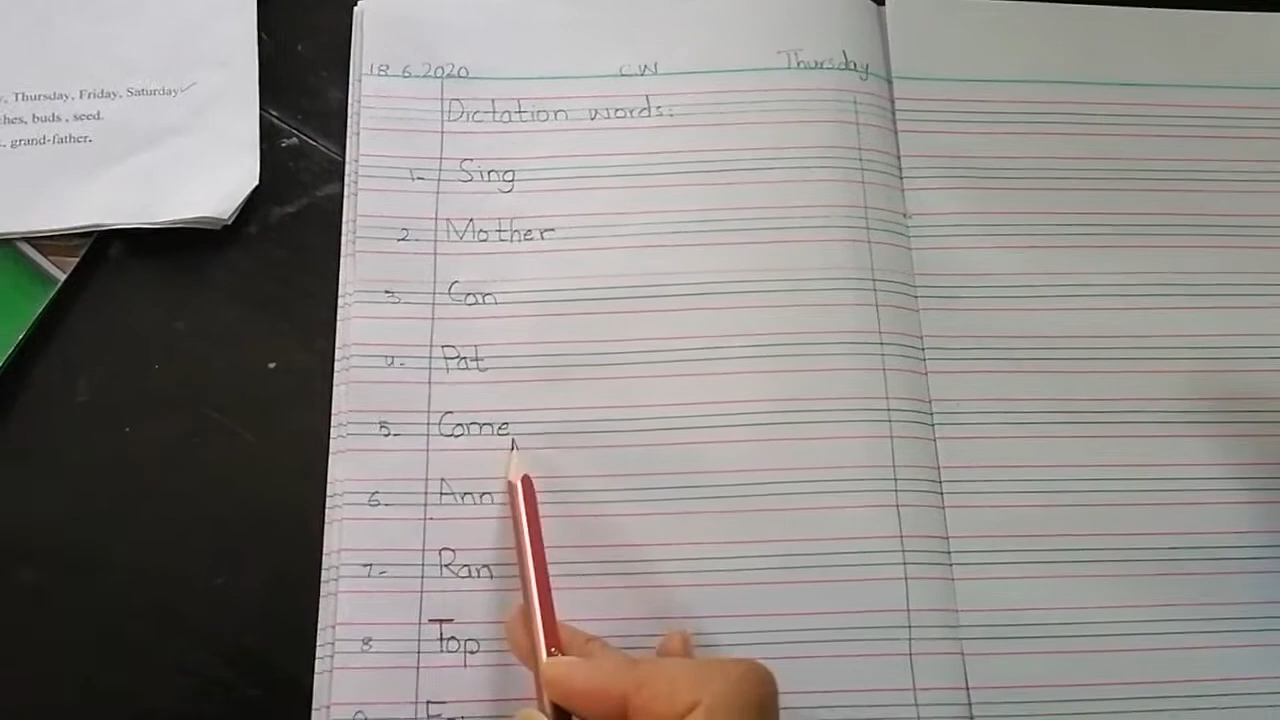 , Thursday, Friday, Saturday
ches, buds , seed.
, grand-father.
18.6.2020 CW Thursday
Dictation words:
1- Sing
2. Mother
3. Can
4. Pat
5- Come
6. Ann
7- Ran
8 Top